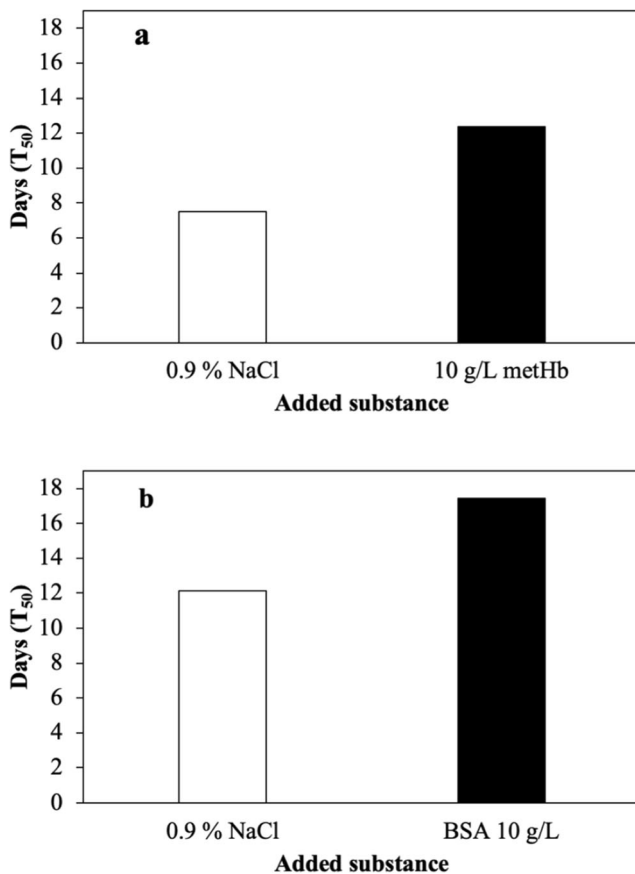 a
18
16
14
12
10
8
6
4
2
0
Days (T₅₀)
0.9 % NaCl 10 g/L metHb
Added substance
b
18
16
14
12
10
8
6
4
2
0
Days (T₅₀)
0.9 % NaCl BSA 10 g/L
Added substance